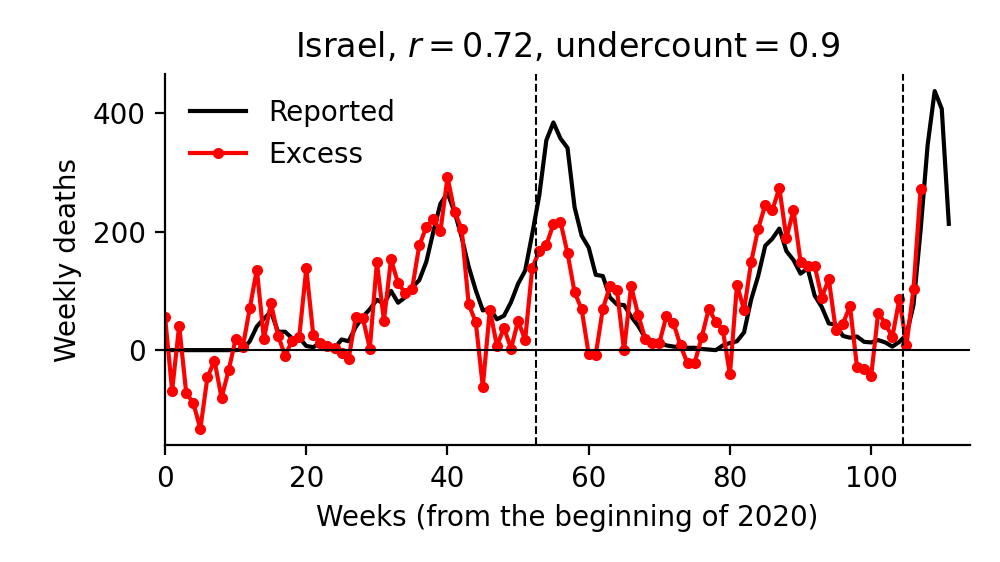 Israel, r = 0.72, undercount = 0.9
Reported
Excess
Weekly deaths
400
200
0
0 20 40 60 80 100
Weeks (from the beginning of 2020)